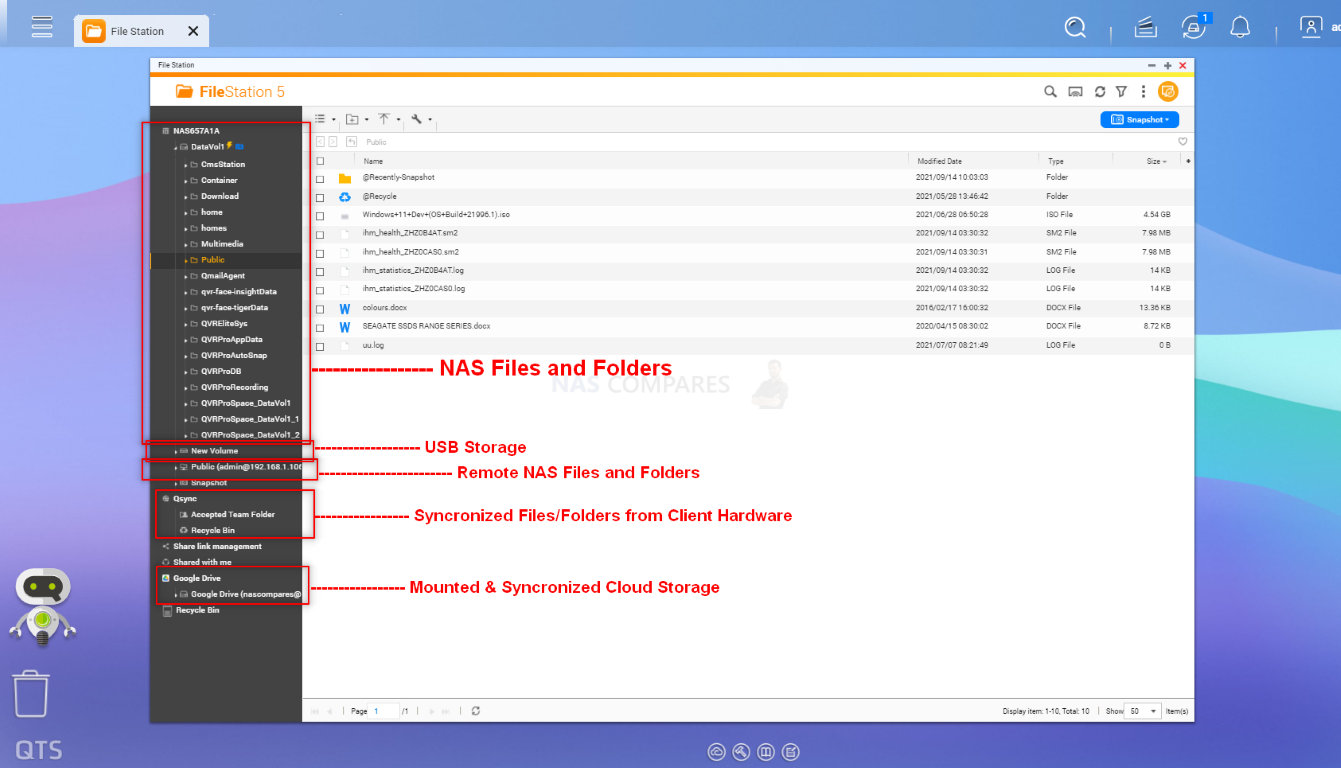 File Station
1
File Station
FileStation 5
Snapshot
Public
Name Modified Date Type Size
NAS657A1A
DataVol1
CmsStation
Container
Download
home
homes
Multimedia
Public
QmailAgent
qvr-face-insightData
qvr-face-tigerData
QVREliteSys
QVRProAppData
QVRProAutoSnap
QVRProDB
QVRProRecording
QVRProSpace_DataVol1
QVRProSpace_DataVol1_1
QVRProSpace_DataVol1_2
New Volume
Public (admin@192.168.1.106
Snapshot
Qsync
Accepted Team Folder
Recycle Bin
Share link management
Shared with me
Google Drive
Google Drive (nascompares@
Recycle Bin
@Recently-Snapshot 2021/09/14 10:03:03 Folder
@Recycle 2021/05/28 13:46:42 Folder
Windows+11+Dev+(OS+Build+21996.1).iso 2021/06/28 06:50:28 ISO File 4.54 GB
ihm_health_ZHZ0B4AT.sm2 2021/09/14 03:30:32 SM2 File 7.98 MB
ihm_health_ZHZ0CAS0.sm2 2021/09/14 03:30:31 SM2 File 7.98 MB
ihm_statistics_ZHZ0B4AT.log 2021/09/14 03:30:32 LOG File 14 KB
ihm_statistics_ZHZ0CAS0.log 2021/09/14 03:30:32 LOG File 14 KB
colours.docx 2016/02/17 16:00:32 DOCX File 13.36 KB
SEAGATE SSDS RANGE SERIES.docx 2020/04/15 08:30:02 DOCX File 8.72 KB
uu.log 2021/07/07 08:21:49 LOG File 0 B
NAS Files and Folders
NAS COMPARES
USB Storage
Remote NAS Files and Folders
Syncronized Files/Folders from Client Hardware
Mounted & Syncronized Cloud Storage
Page 1 /1
Display item: 1-10, Total: 10 Show 50 Item(s)
QTS